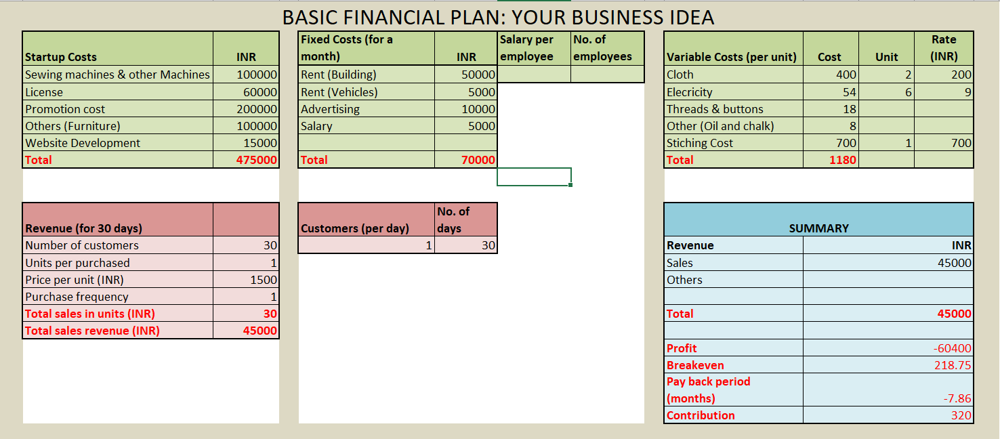 BASIC FINANCIAL PLAN: YOUR BUSINESS IDEA
Startup Costs INR
Sewing machines & other Machines 100000
License 60000
Promotion cost 200000
Others (Furniture) 100000
Website Development 15000
Total 475000
Fixed Costs (for a month) INR Salary per employee No. of employees
Rent (Building) 50000
Rent (Vehicles) 5000
Advertising 10000
Salary 5000
Total 70000
Variable Costs (per unit) Cost Unit Rate (INR)
Cloth 400 2 200
Elecricity 54 6 9
Threads & buttons 18
Other (Oil and chalk) 8
Stiching Cost 700 1 700
Total 1180
Revenue (for 30 days)
Number of customers 30
Units per purchased 1
Price per unit (INR) 1500
Purchase frequency 1
Total sales in units (INR) 30
Total sales revenue (INR) 45000
Customers (per day) No. of days
1 30
SUMMARY
Revenue INR
Sales 45000
Others
Total 45000
Profit -60400
Breakeven 218.75
Pay back period (months) -7.86
Contribution 320